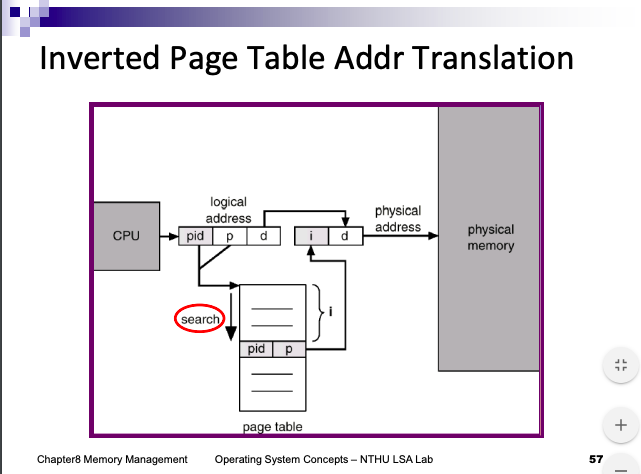 Inverted Page Table Addr Translation
logical
address
physical
address
CPU
pid p d
i d
physical
memory
search
i
pid p
page table
Chapter8 Memory Management
Operating System Concepts – NTHU LSA Lab
57